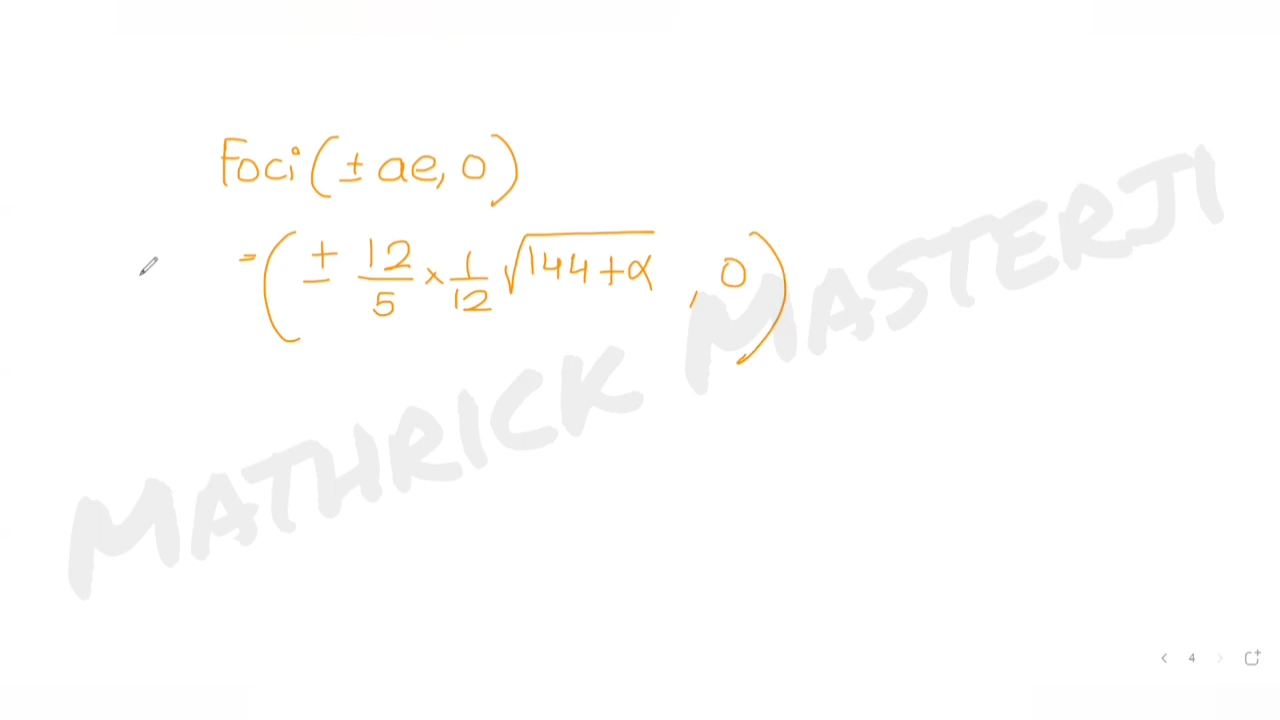 Foci (± ae, 0)
= (± 12/5 × 1/12 √144+α , 0)
MATHRICK MASTERJI
< 4 >